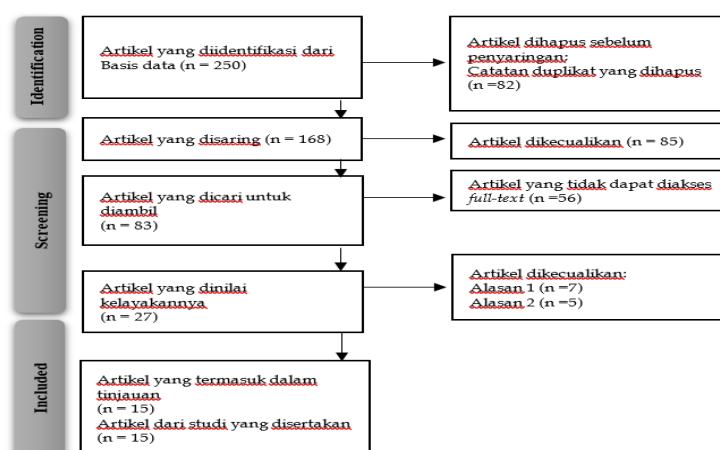 Identification
Artikel yang diidentifikasi dari
Basis data (n = 250)
Artikel dihapus sebelum
penyaringan:
Catatan duplikat yang dihapus
(n =82)
Screening
Artikel yang disaring (n = 168)
Artikel dikecualikan (n = 85)
Artikel yang dicari untuk
diambil
(n = 83)
Artikel yang tidak dapat diakses
full-text (n =56)
Artikel yang dinilai
kelayakannya
(n = 27)
Artikel dikecualikan:
Alasan 1 (n =7)
Alasan 2 (n =5)
Included
Artikel yang termasuk dalam
tinjauan
(n = 15)
Artikel dari studi yang disertakan
(n = 15)